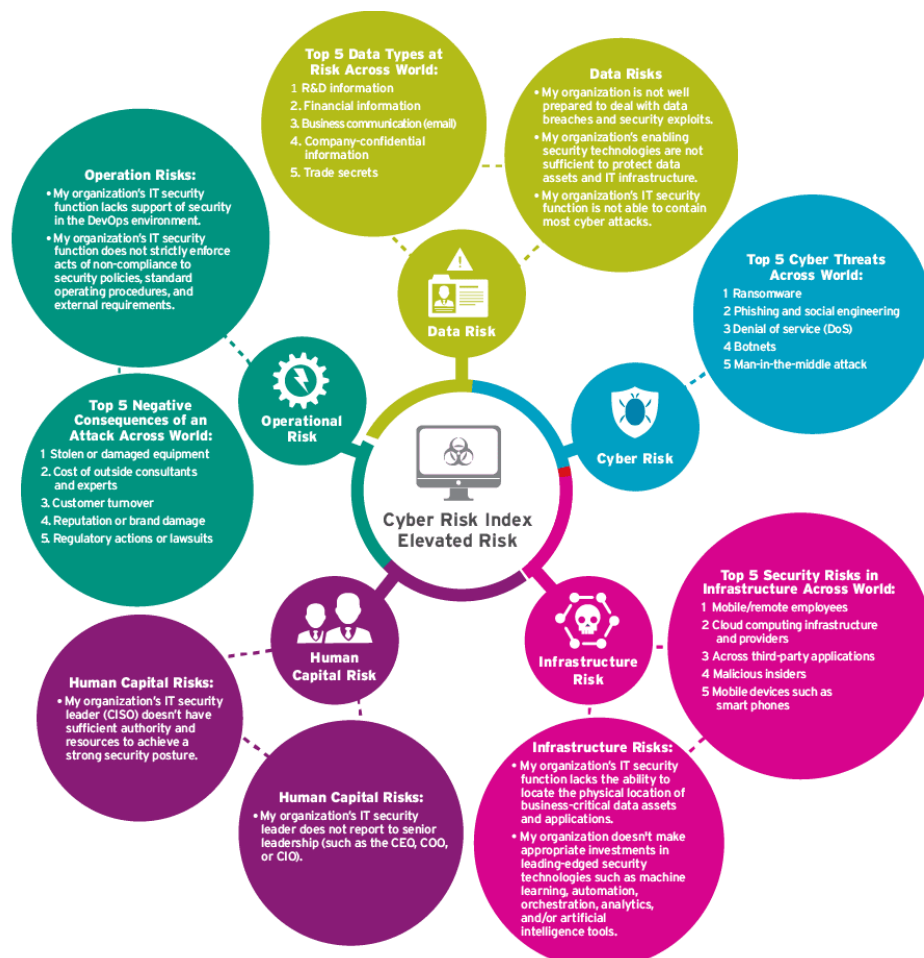 Top 5 Data Types at
Risk Across World:
1 R&D information
2. Financial information
3. Business communication (email)
4. Company-confidential
information
5. Trade secrets
Data Risks
• My organization is not well
prepared to deal with data
breaches and security exploits.
• My organization's enabling
security technologies are not
sufficient to protect data
assets and IT infrastructure.
• My organization's IT security
function is not able to contain
most cyber attacks.
Data Risk
Operation Risks:
• My organization's IT security
function lacks support of security
in the DevOps environment.
• My organization's IT security
function does not strictly enforce
acts of non-compliance to
security policies, standard
operating procedures, and
external requirements.
Top 5 Cyber Threats
Across World:
1 Ransomware
2 Phishing and social engineering
3 Denial of service (DoS)
4 Botnets
5 Man-in-the-middle attack
Operational
Risk
Cyber Risk
Top 5 Negative
Consequences of an
Attack Across World:
1 Stolen or damaged equipment
2. Cost of outside consultants
and experts
3. Customer turnover
4. Reputation or brand damage
5. Regulatory actions or lawsuits
Cyber Risk Index
Elevated Risk
Top 5 Security Risks in
Infrastructure Across World:
1 Mobile/remote employees
2 Cloud computing infrastructure
and providers
3 Across third-party applications
4 Malicious insiders
5 Mobile devices such as
smart phones
Human
Capital Risk
Infrastructure
Risk
Human Capital Risks:
• My organization's IT security
leader (CISO) doesn't have
sufficient authority and
resources to achieve a
strong security posture.
Human Capital Risks:
• My organization's IT security
leader does not report to senior
leadership (such as the CEO, COO,
or CIO).
Infrastructure Risks:
• My organization's IT security
function lacks the ability to
locate the physical location of
business-critical data assets
and applications.
• My organization doesn't make
appropriate investments in
leading-edged security
technologies such as machine
learning, automation,
orchestration, analytics,
and/or artificial
intelligence tools.